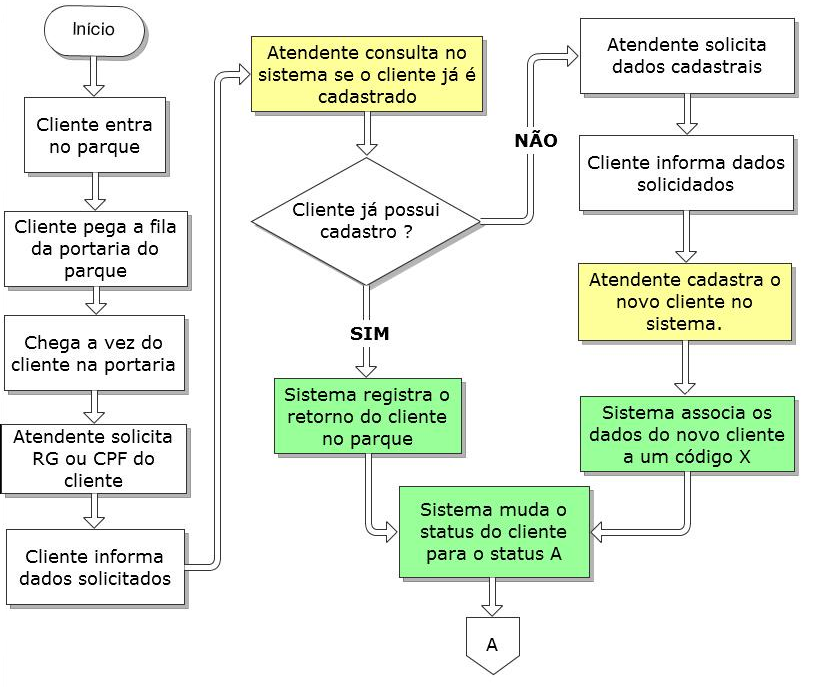 Início
Cliente entra
no parque
Cliente pega a fila
da portaria do
parque
Chega a vez do
cliente na portaria
Atendente solicita
RG ou CPF do
cliente
Cliente informa
dados solicitados
Atendente consulta no
sistema se o cliente já é
cadastrado
Cliente já possui
cadastro ?
SIM
NÃO
Sistema registra o
retorno do cliente
no parque
Atendente solicita
dados cadastrais
Cliente informa dados
solicidados
Atendente cadastra o
novo cliente no
sistema.
Sistema associa os
dados do novo cliente
a um código X
Sistema muda o
status do cliente
para o status A
A